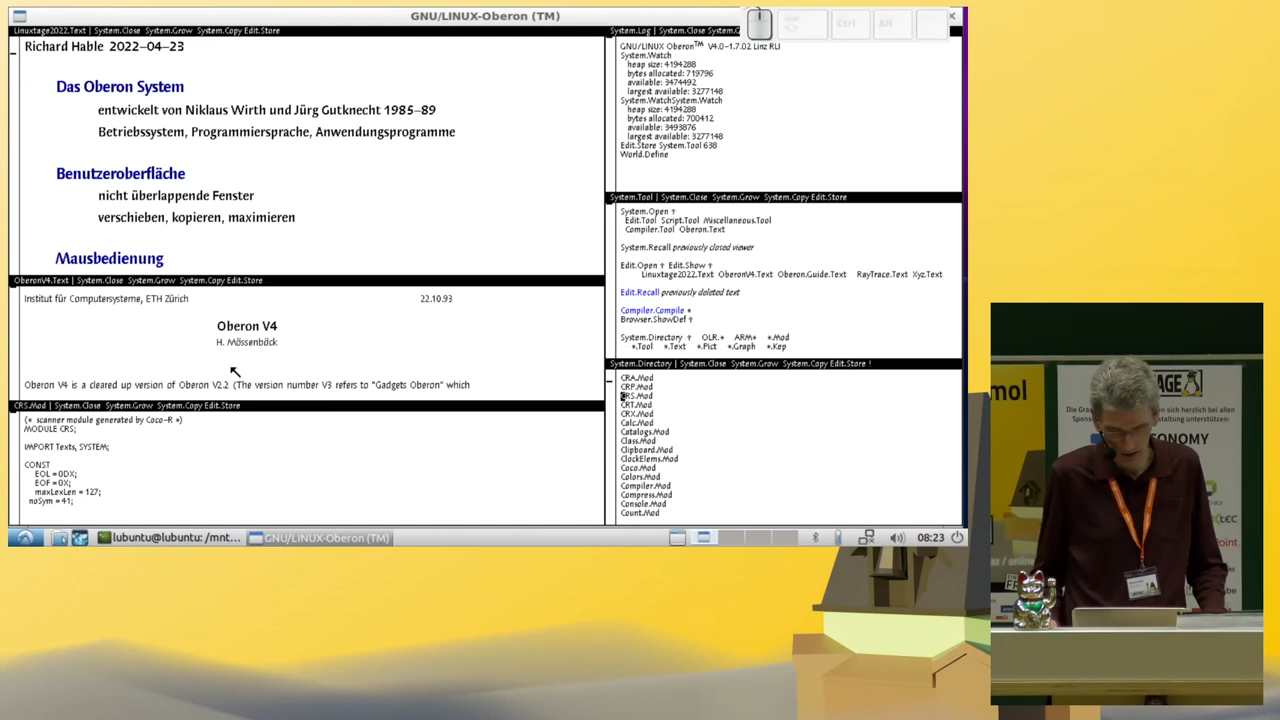 GNU/LINUX-Oberon (TM)
Ctrl
Alt
Linuxtage2022.Text | System.Close System.Grow System.Copy Edit.Store
Richard Hable 2022–04–23
Das Oberon System
entwickelt von Niklaus Wirth und Jürg Gutknecht 1985–89
Betriebssystem, Programmiersprache, Anwendungsprogramme
Benutzeroberfläche
nicht überlappende Fenster
verschieben, kopieren, maximieren
Mausbedienung
OberonV4.Text | System.Close System.Grow System.Copy Edit.Store
Institut für Computersysteme, ETH Zürich 22.10.93
Oberon V4
H. Mössenböck
Oberon V4 is a cleared up version of Oberon V2.2 (The version number V3 refers to "Gadgets Oberon" which
CRS.Mod | System.Close System.Grow System.Copy Edit.Store
(* scanner module generated by Coco-R *)
MODULE CRS;
IMPORT Texts, SYSTEM;
CONST
EOL = 0DX;
EOF = 0X;
maxLexLen = 127;
noSym = 41;
System.Log | System.Close System.G
GNU/LINUX Oberon™ V4.0-1.7.02 Linz RLI
System.Watch
heap size: 4194288
bytes allocated: 719796
available: 3474492
largest available: 3277148
System.WatchSystem.Watch
heap size: 4194288
bytes allocated: 700412
available: 3493876
largest available: 3277148
Edit.Store System.Tool 638
World.Define
System.Tool | System.Close System.Grow System.Copy Edit.Store
System.Open ↑
Edit.Tool Script.Tool Miscellaneous.Tool
Compiler.Tool Oberon.Text
System.Recall previously closed viewer
Edit.Open ↑ Edit.Show ↑
Linuxtage2022.Text OberonV4.Text Oberon.Guide.Text RayTrace.Text Xyz.Text
Edit.Recall previously deleted text
Compiler.Compile *
Browser.ShowDef ↑
System.Directory ↑ OLR.* ARM* *.Mod
*.Tool *.Text *.Pict *.Graph *.Kep
System.Directory | System.Close System.Grow System.Copy Edit.Store !
CRA.Mod
CRP.Mod
CRS.Mod
CRT.Mod
CRX.Mod
Calc.Mod
Catalogs.Mod
Class.Mod
Clipboard.Mod
ClockElems.Mod
Coco.Mod
Colors.Mod
Compiler.Mod
Compress.Mod
Console.Mod
Count.Mod
lubuntu@lubuntu: /mnt...
GNU/LINUX-Oberon (TM)
08:23
mol